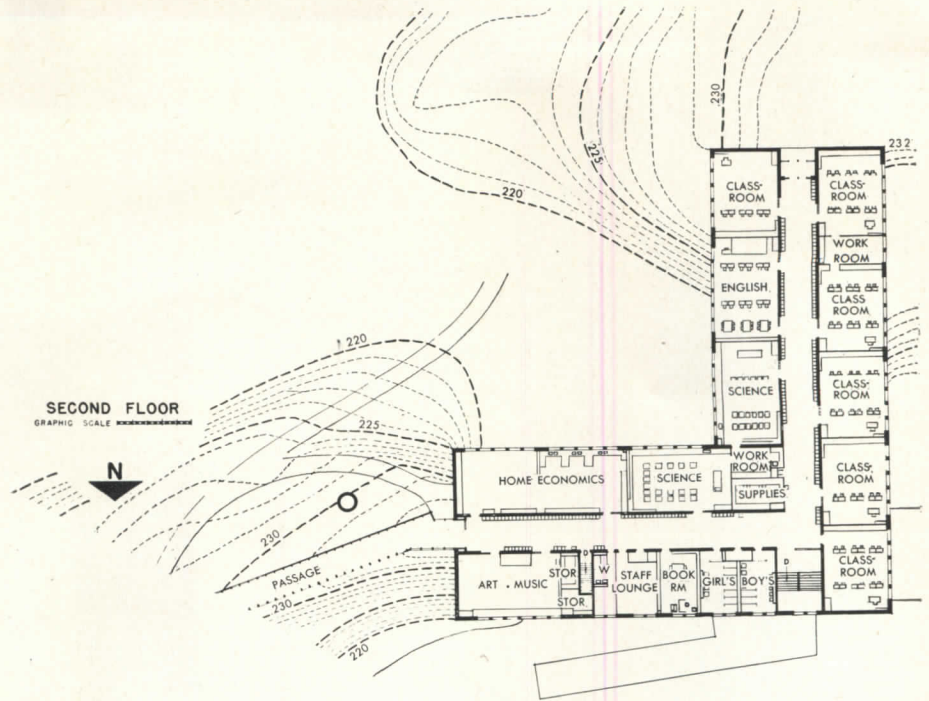 230
232
225
220
CLASS-
ROOM
CLASS-
ROOM
WORK
ROOM
ENGLISH
CLASS
ROOM
SCIENCE
CLASS-
ROOM
220
SECOND FLOOR
GRAPHIC SCALE
225
N
HOME ECONOMICS
SCIENCE
WORK
ROOM
SUPPLIES
CLASS
ROOM
230
PASSAGE
230
220
ART . MUSIC
STOR
STOR
W
STAFF
LOUNGE
BOOK
RM
GIRL'S
BOY'S
D
CLASS-
ROOM